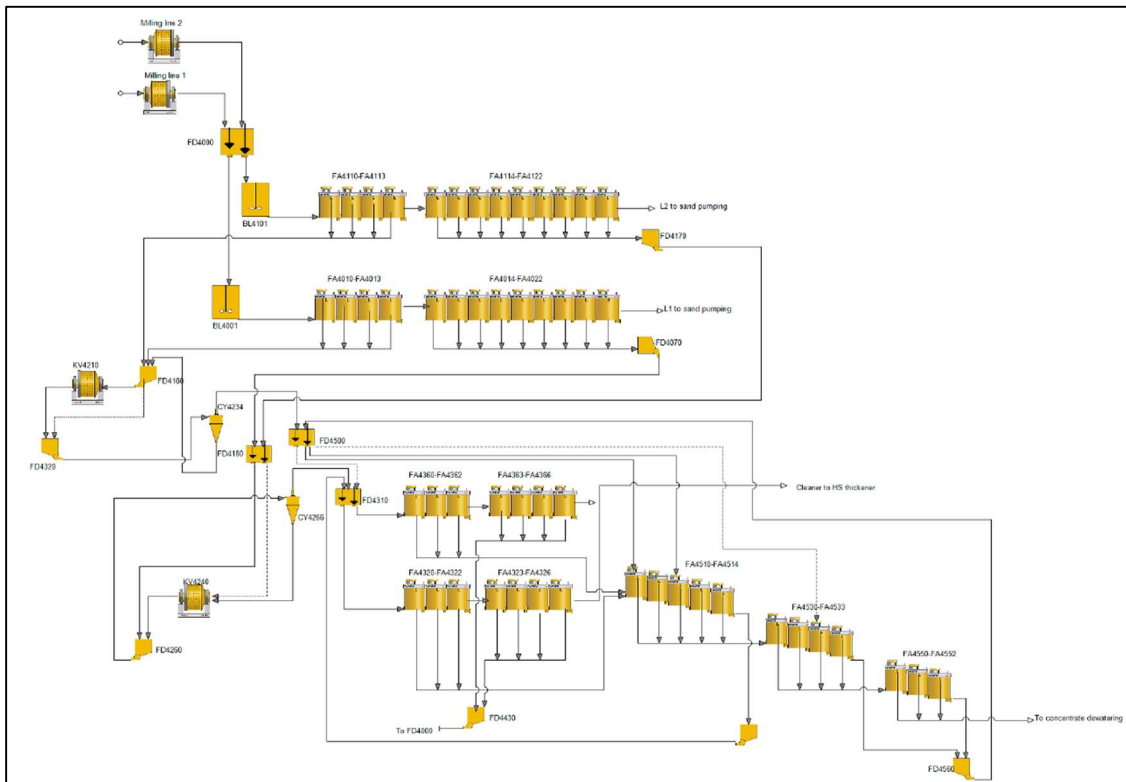 Milling line 2
Milling line 1
FD4000
FA4110-FA4113
FA4114-FA4122
L2 to sand pumping
BL4101
FD4170
FA4010-FA4013
FA4014-FA4022
L1 to sand pumping
BL4001
FD4070
KV4210
FD4160
CY4234
FD4500
FD4320
FD4180
FA4360-FA4362
FA4363-FA4366
Cleaner to HS thickener
FD4310
CY4266
FA4320-FA4322
FA4323-FA4326
FA4510-FA4514
KV4240
FA4530-FA4533
FD4260
FA4550-FA4552
FD4430
To FD4000
To concentrate dewatering
FD4590